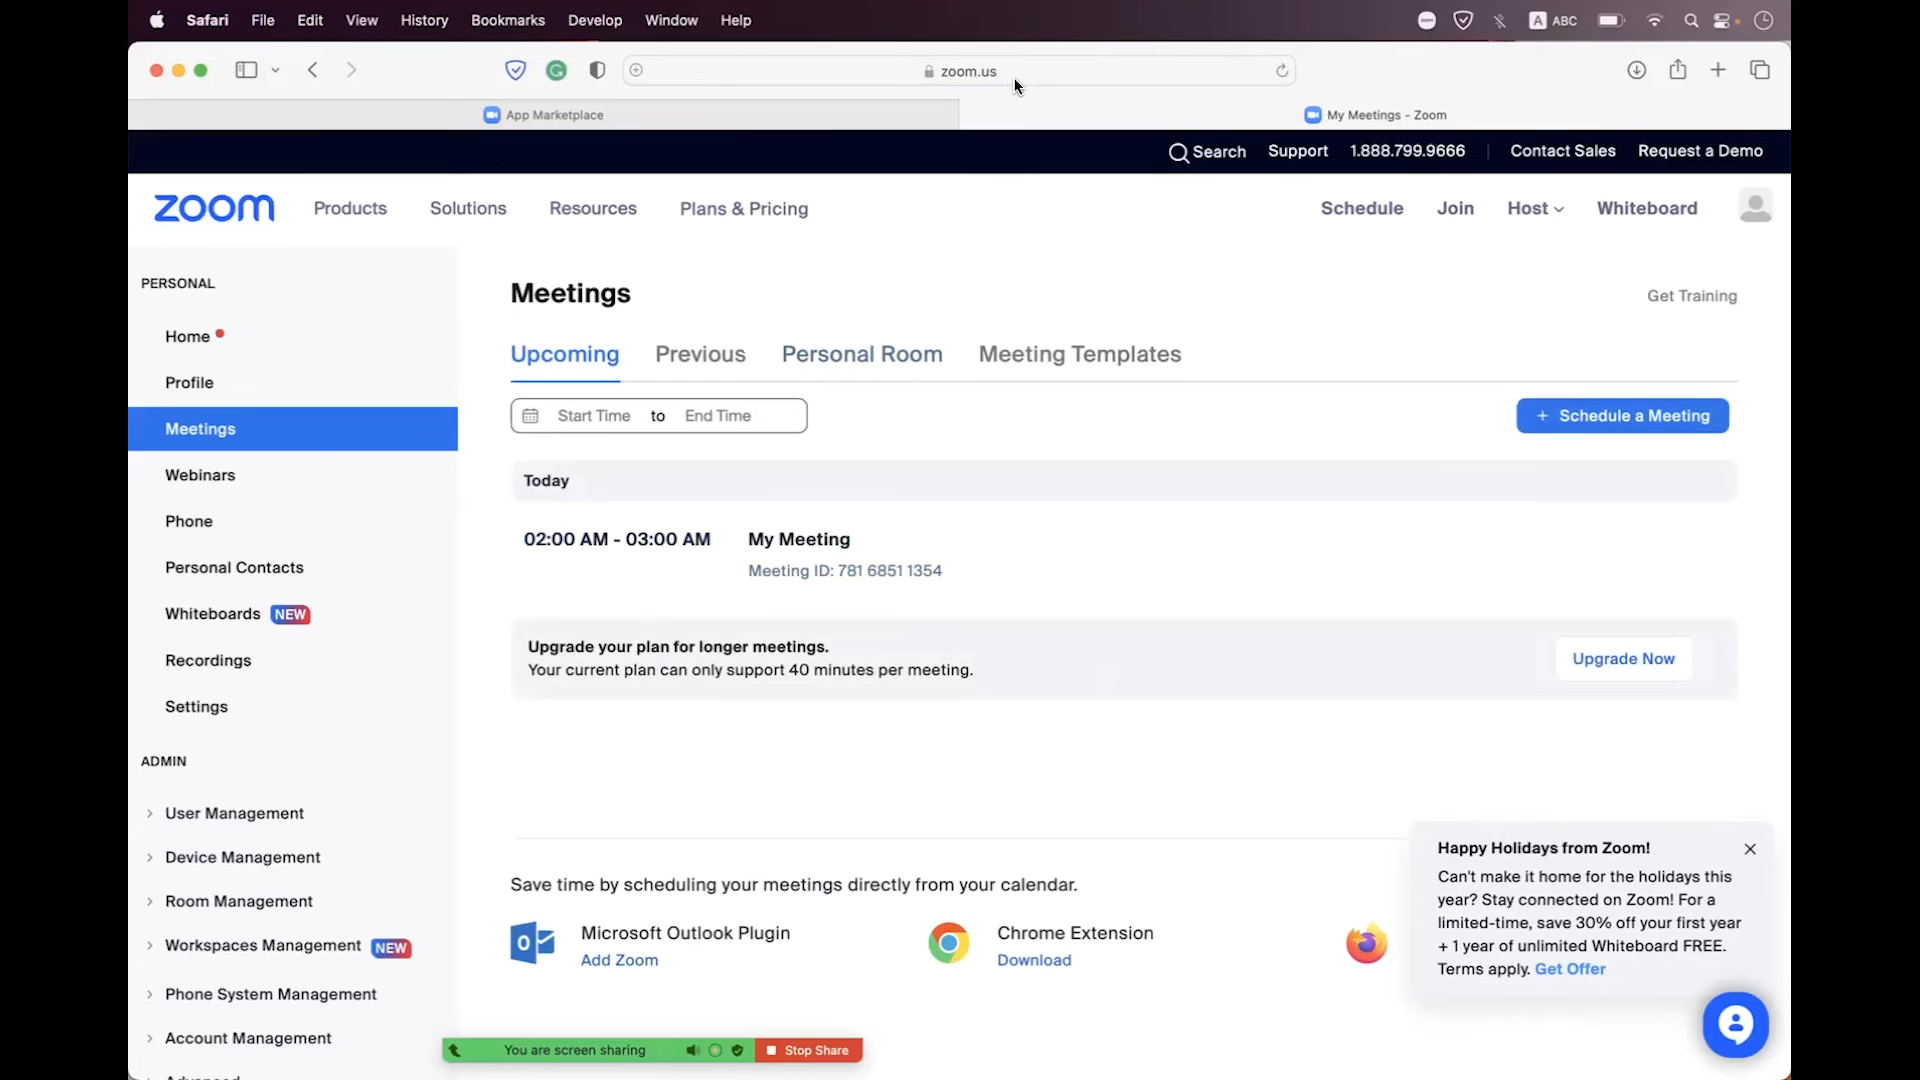 Safari File Edit View History Bookmarks Develop Window Help A ABC
zoom.us
App Marketplace My Meetings - Zoom
Search Support 1.888.799.9666 Contact Sales Request a Demo
zoom Products Solutions Resources Plans & Pricing Schedule Join Host Whiteboard
PERSONAL
Home
Profile
Meetings
Webinars
Phone
Personal Contacts
Whiteboards NEW
Recordings
Settings
ADMIN
User Management
Device Management
Room Management
Workspaces Management NEW
Phone System Management
Account Management
Advanced
Meetings
Get Training
Upcoming Previous Personal Room Meeting Templates
Start Time to End Time
+ Schedule a Meeting
Today
02:00 AM - 03:00 AM My Meeting
Meeting ID: 781 6851 1354
Upgrade your plan for longer meetings.
Your current plan can only support 40 minutes per meeting.
Upgrade Now
Save time by scheduling your meetings directly from your calendar.
Microsoft Outlook Plugin
Add Zoom
Chrome Extension
Download
Happy Holidays from Zoom!
Can't make it home for the holidays this
year? Stay connected on Zoom! For a
limited-time, save 30% off your first year
+ 1 year of unlimited Whiteboard FREE.
Terms apply. Get Offer
You are screen sharing Stop Share